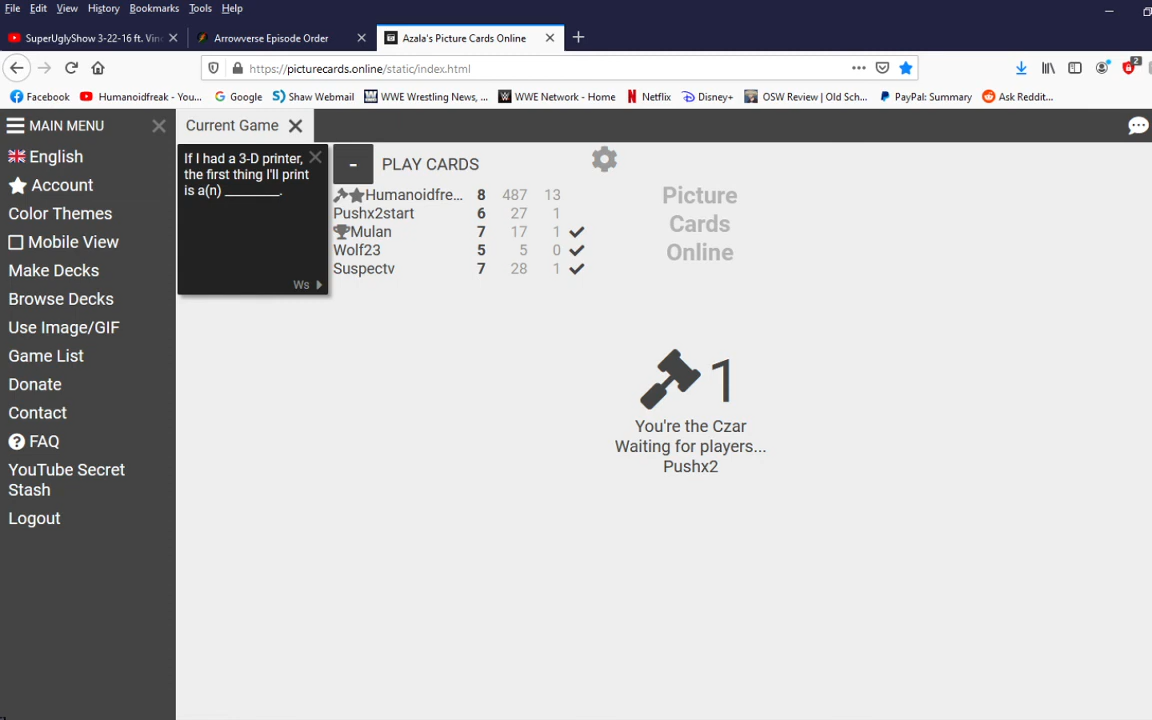 File Edit View History Bookmarks Tools Help
SuperUglyShow 3-22-16 ft. Vin
Arrowverse Episode Order
Azala's Picture Cards Online
https://picturecards.online/static/index.html
2
Facebook
Humanoidfreak - You...
Google
Shaw Webmail
WWE Wrestling News, ...
WWE Network - Home
Netflix
Disney+
OSW Review | Old Sch...
PayPal: Summary
Ask Reddit...
MAIN MENU
Current Game
English
Account
Color Themes
Mobile View
Make Decks
Browse Decks
Use Image/GIF
Game List
Donate
Contact
FAQ
YouTube Secret
Stash
Logout
If I had a 3-D printer,
the first thing I'll print
is a(n) ________.
Ws
- PLAY CARDS
Humanoidfre... 8 487 13
Pushx2start 6 27 1
Mulan 7 17 1
Wolf23 5 5 0
Suspectv 7 28 1
Picture
Cards
Online
1
You're the Czar
Waiting for players...
Pushx2